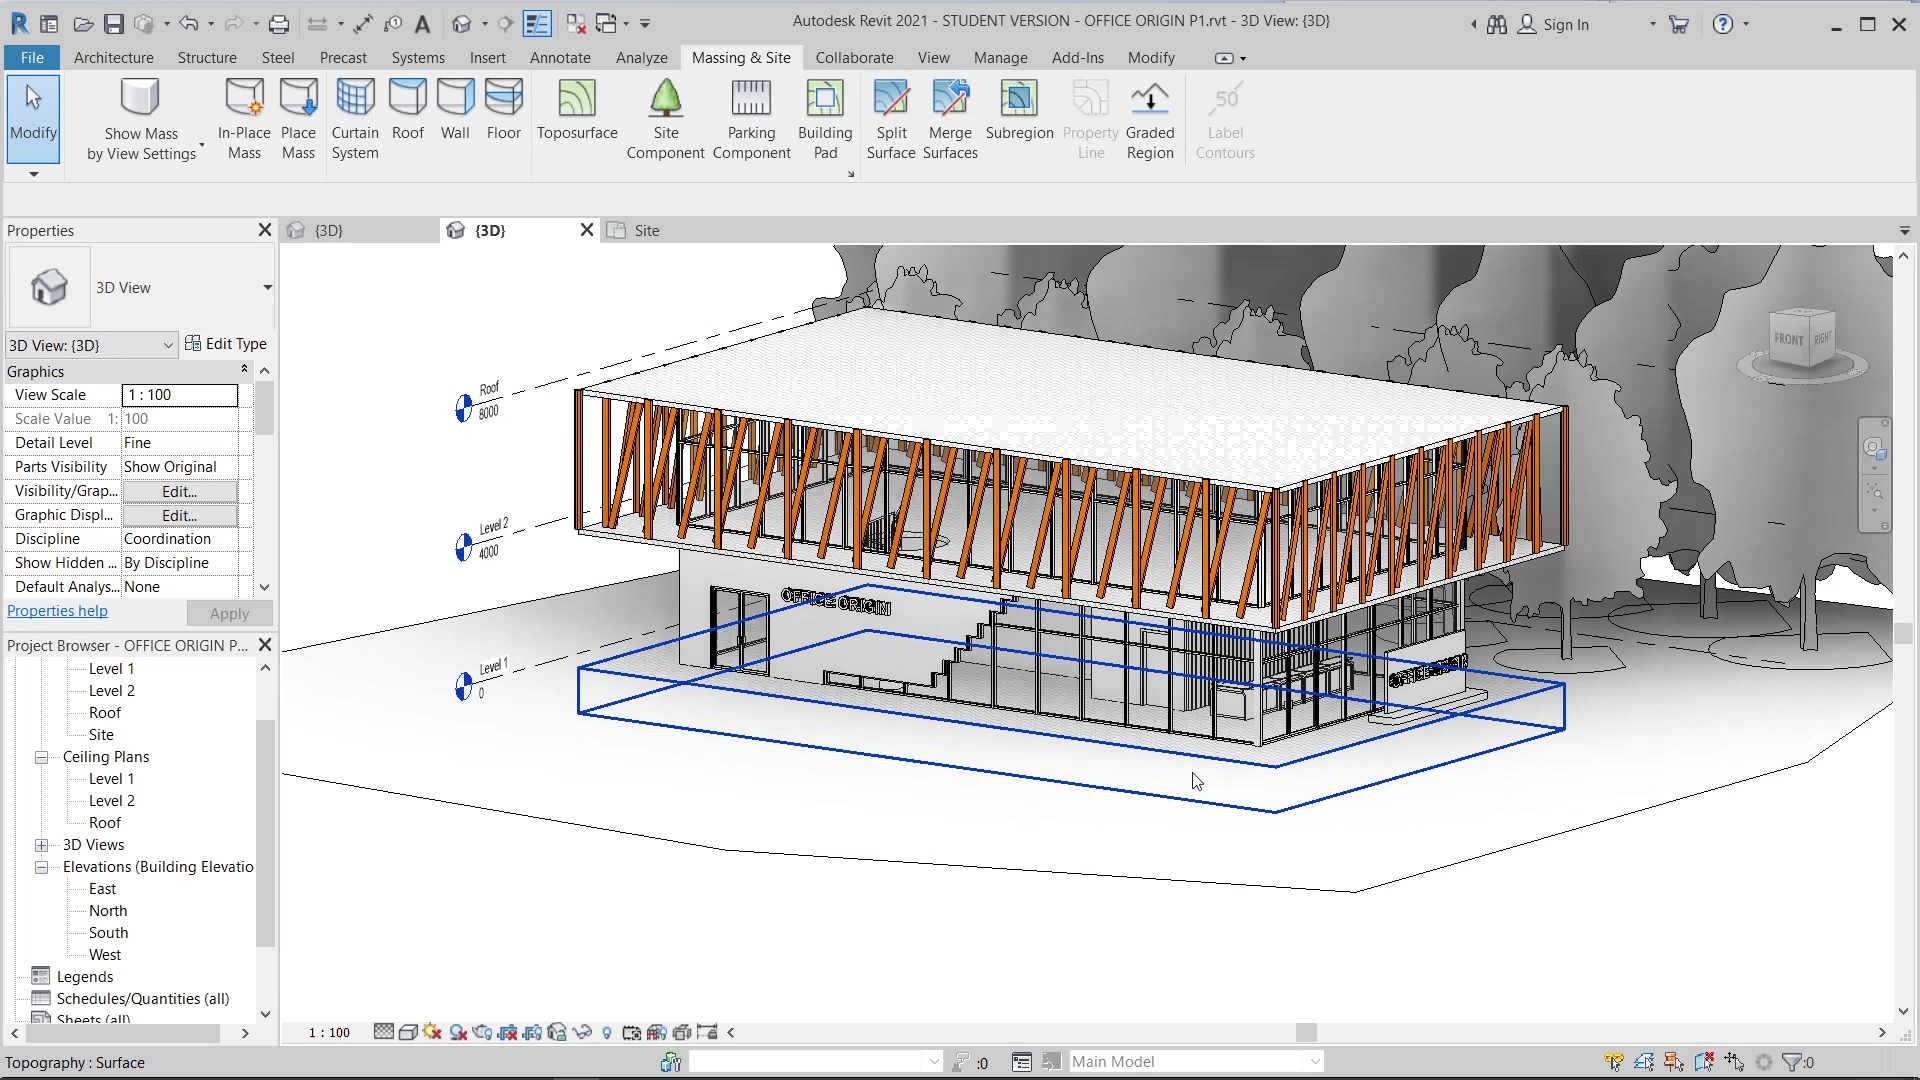 Autodesk Revit 2021 - STUDENT VERSION - OFFICE ORIGIN P1.rvt - 3D View: {3D}
Sign In
File Architecture Structure Steel Precast Systems Insert Annotate Analyze Massing & Site Collaborate View Manage Add-Ins Modify
Modify
Show Mass
by View Settings
In-Place
Mass
Place
Mass
Curtain
System
Roof
Wall
Floor
Toposurface
Site
Component
Parking
Component
Building
Pad
Split
Surface
Merge
Surfaces
Subregion
Property
Line
Graded
Region
50
Label
Contours
Properties
3D View
3D View: {3D}
Edit Type
Graphics
View Scale 1 : 100
Scale Value 1: 100
Detail Level Fine
Parts Visibility Show Original
Visibility/Grap... Edit...
Graphic Displ... Edit...
Discipline Coordination
Show Hidden ... By Discipline
Default Analys... None
Properties help
Apply
Project Browser - OFFICE ORIGIN P...
Level 1
Level 2
Roof
Site
Ceiling Plans
Level 1
Level 2
Roof
3D Views
Elevations (Building Elevatio
East
North
South
West
Legends
Schedules/Quantities (all)
Sheets (all)
{3D}
{3D}
Site
Roof
8000
Level 2
4000
Level 1
0
OFFICE ORIGIN
FRONT
RIGHT
1 : 100
Topography : Surface
:0
Main Model
:0